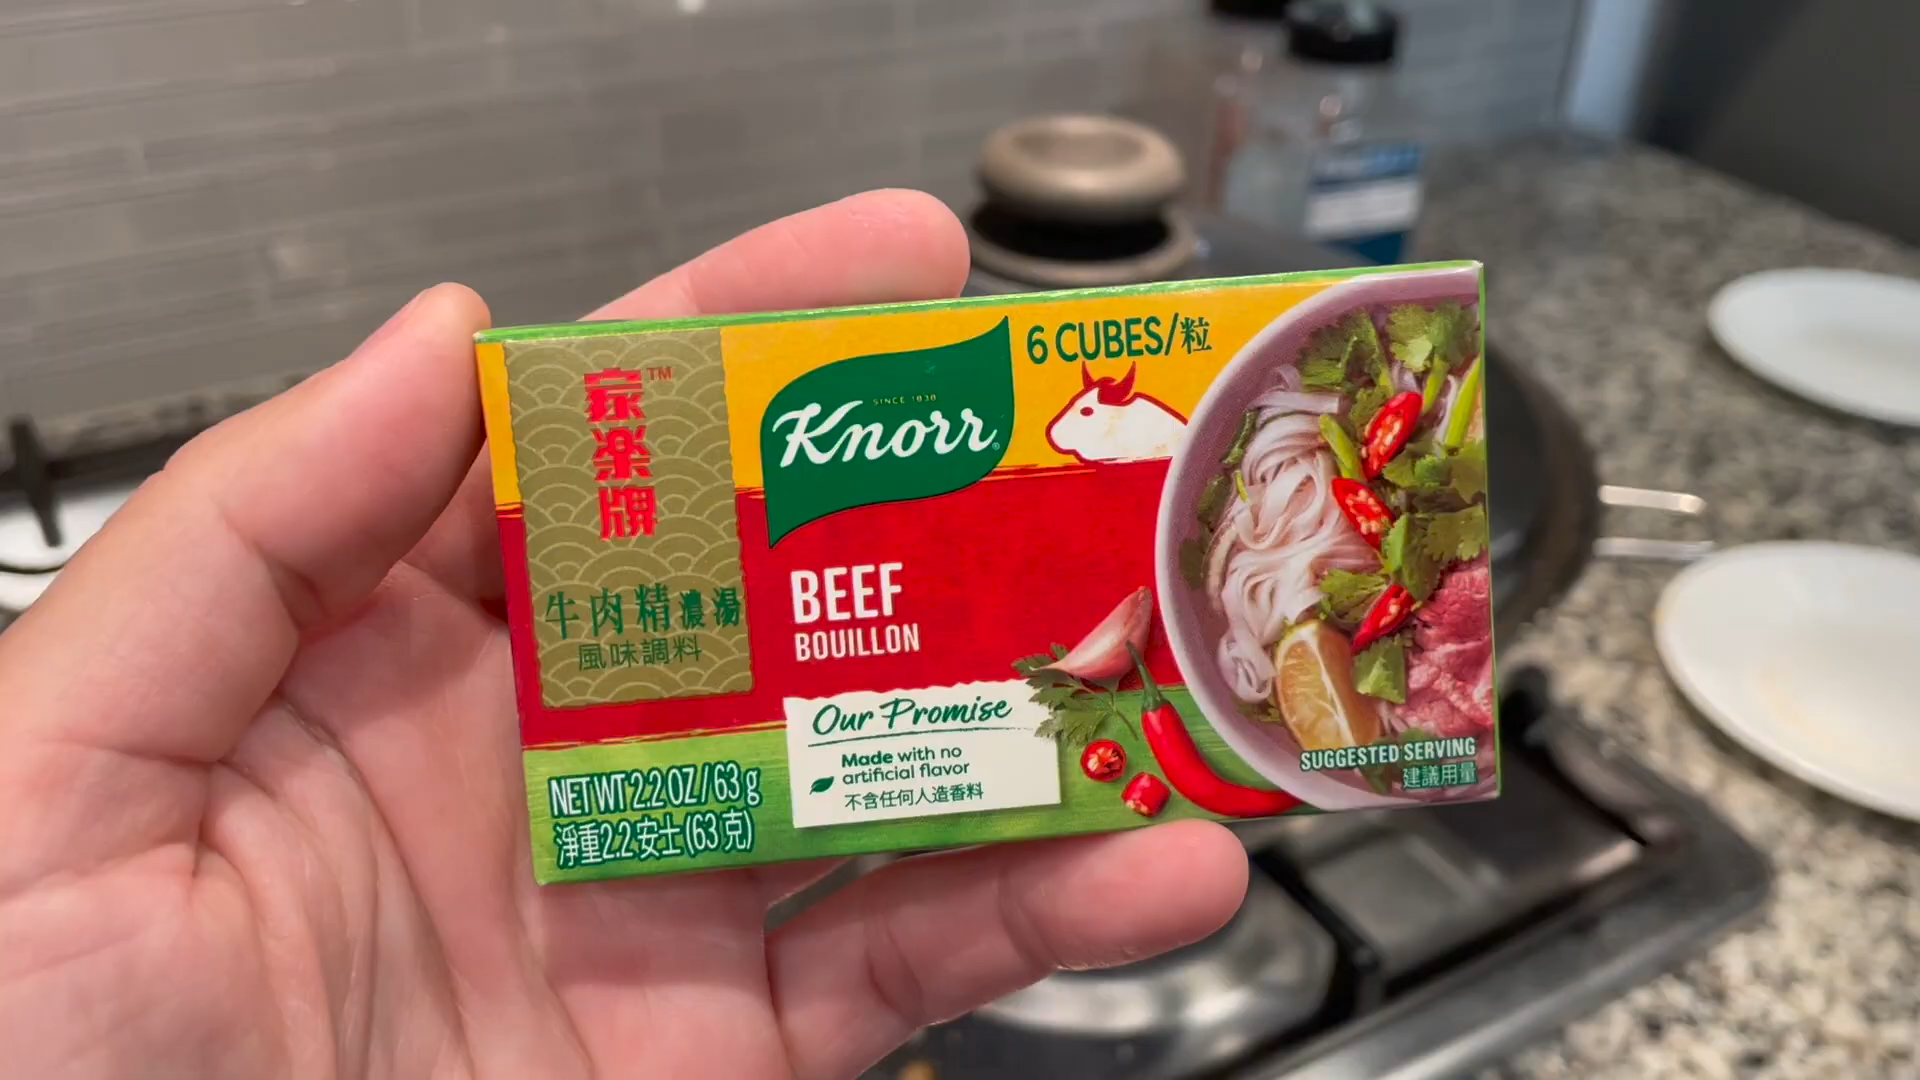 家樂牌™
牛肉精濃湯
風味調料
NET WT 2.2 OZ / 63 g
淨重2.2安士 (63克)
SINCE 1838
Knorr®
6 CUBES/粒
BEEF
BOUILLON
Our Promise
Made with no
artificial flavor
不含任何人造香料
SUGGESTED SERVING
建議用量